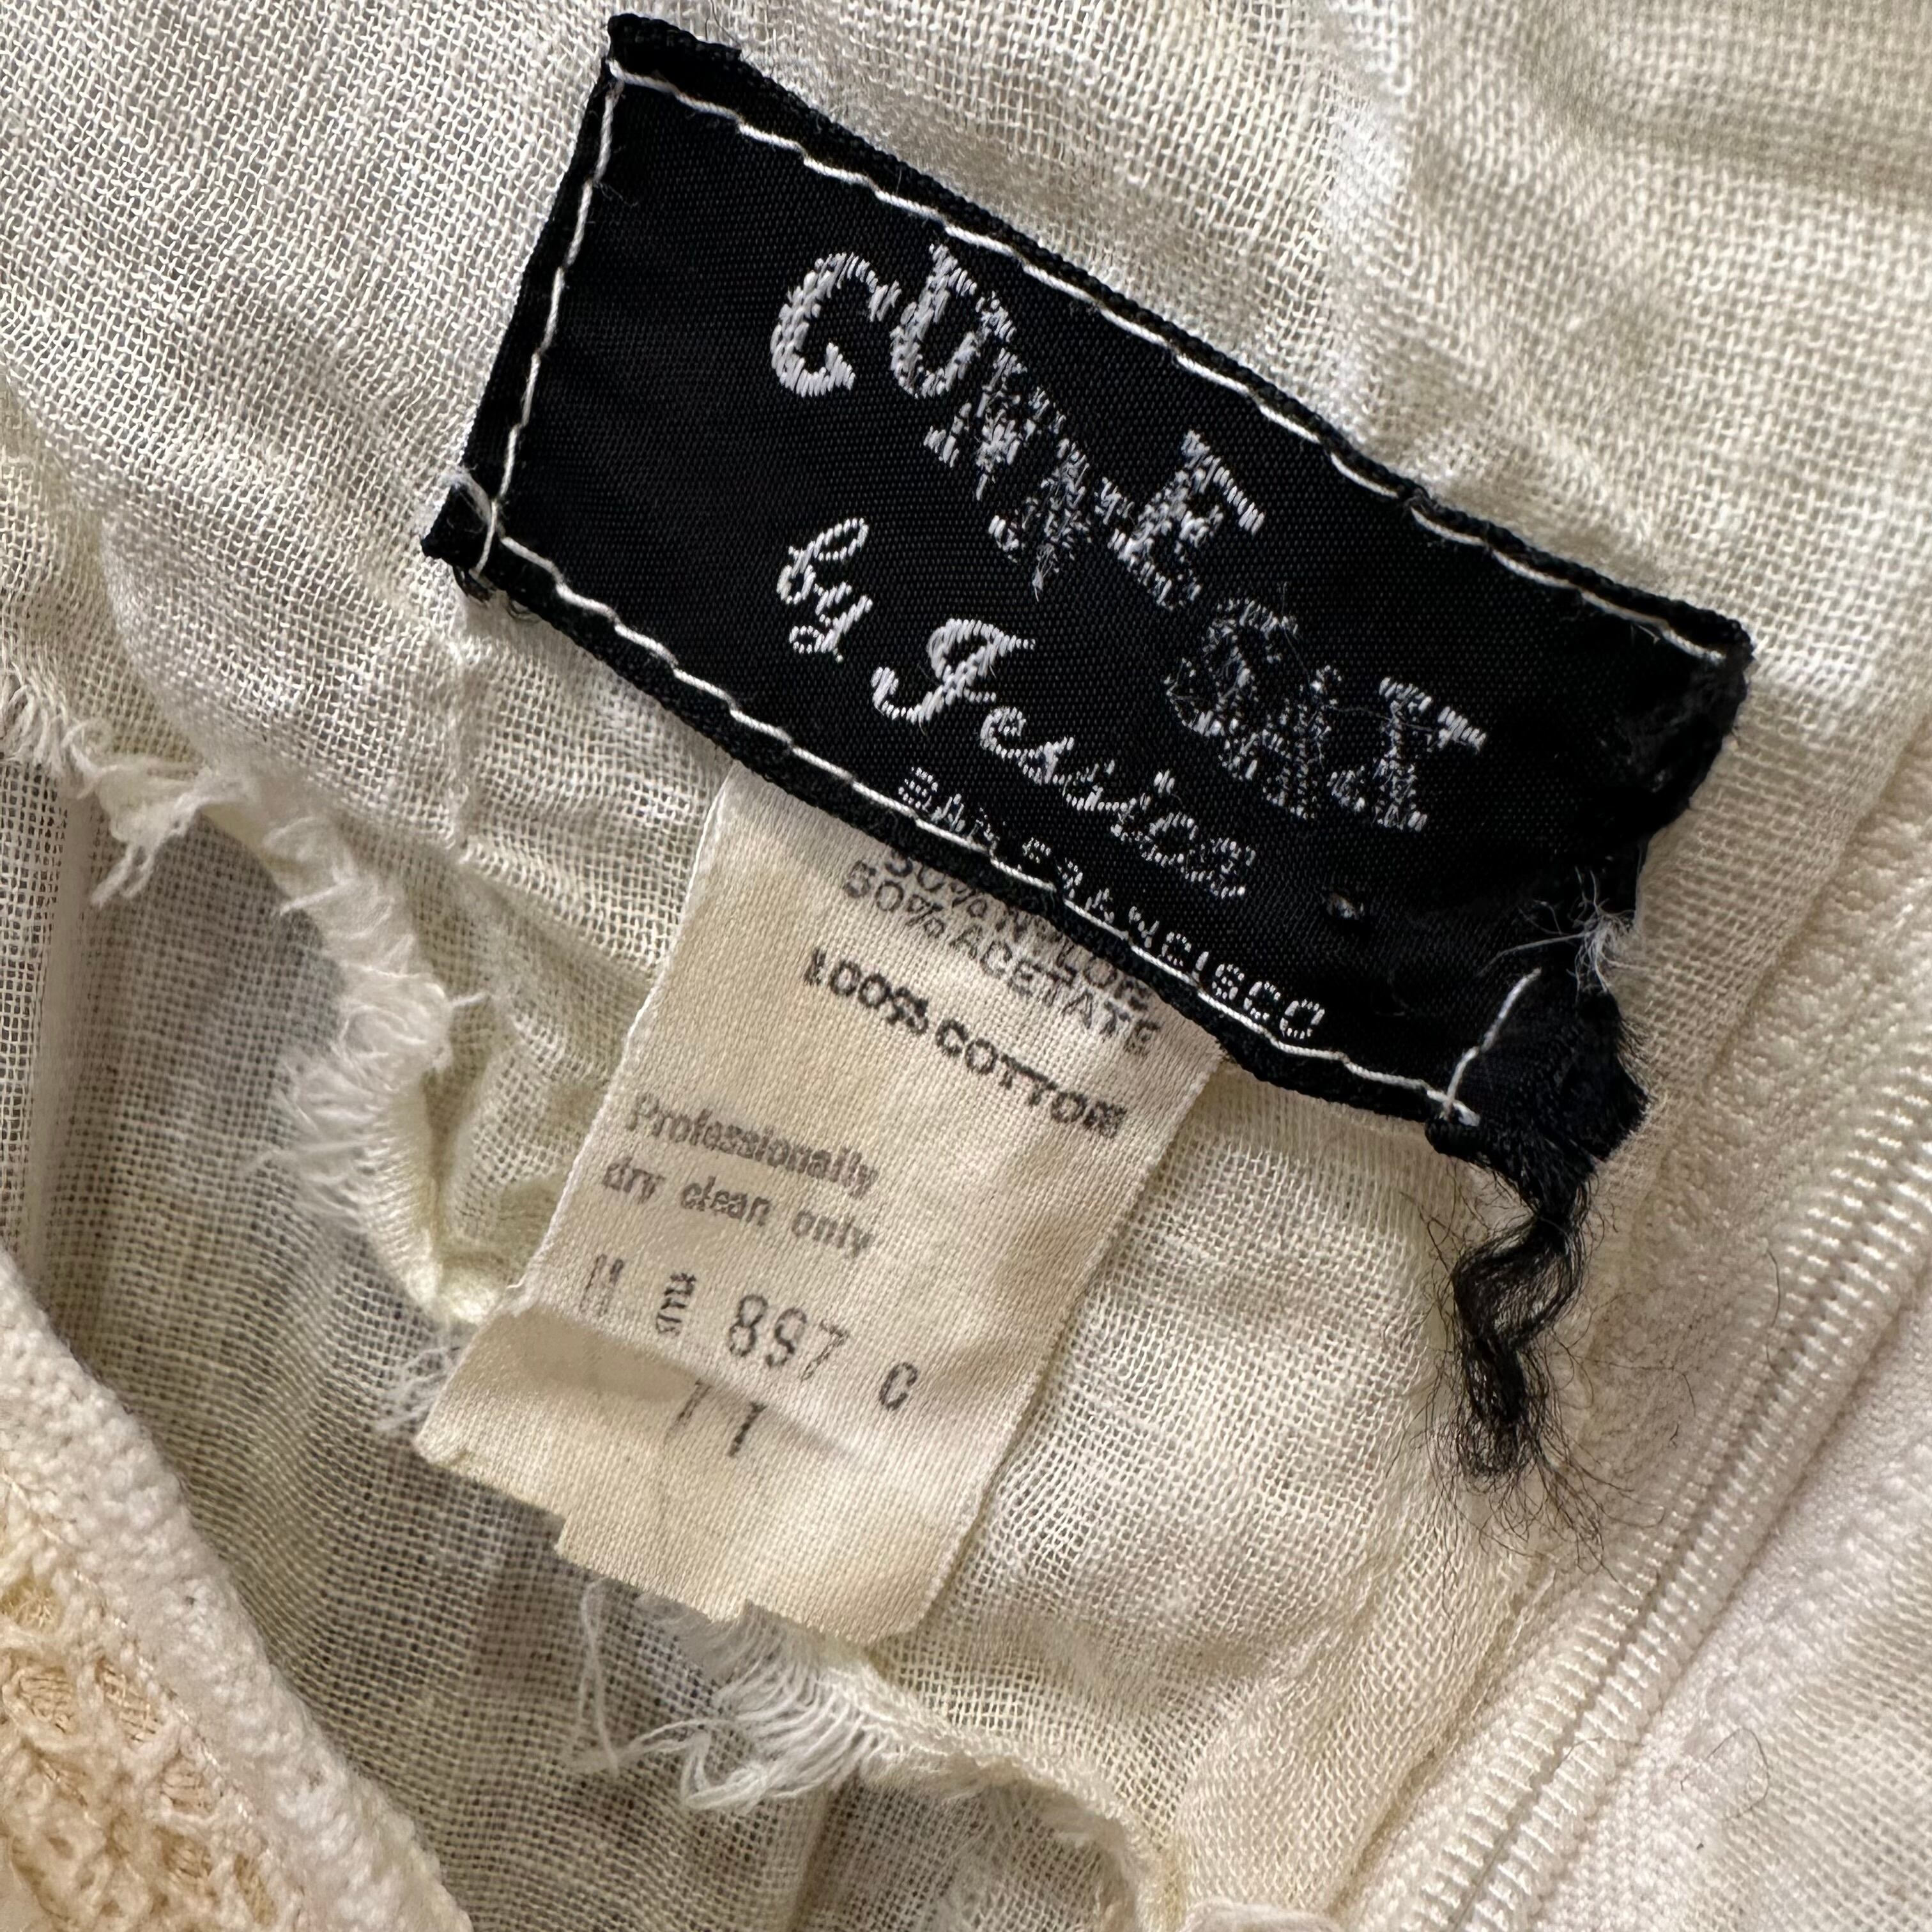 GUNNE SAX
by Jessica
SAN FRANCISCO
50% NYLON
50% ACETATE
100% COTTON
Professionally
dry clean only
897 C
11